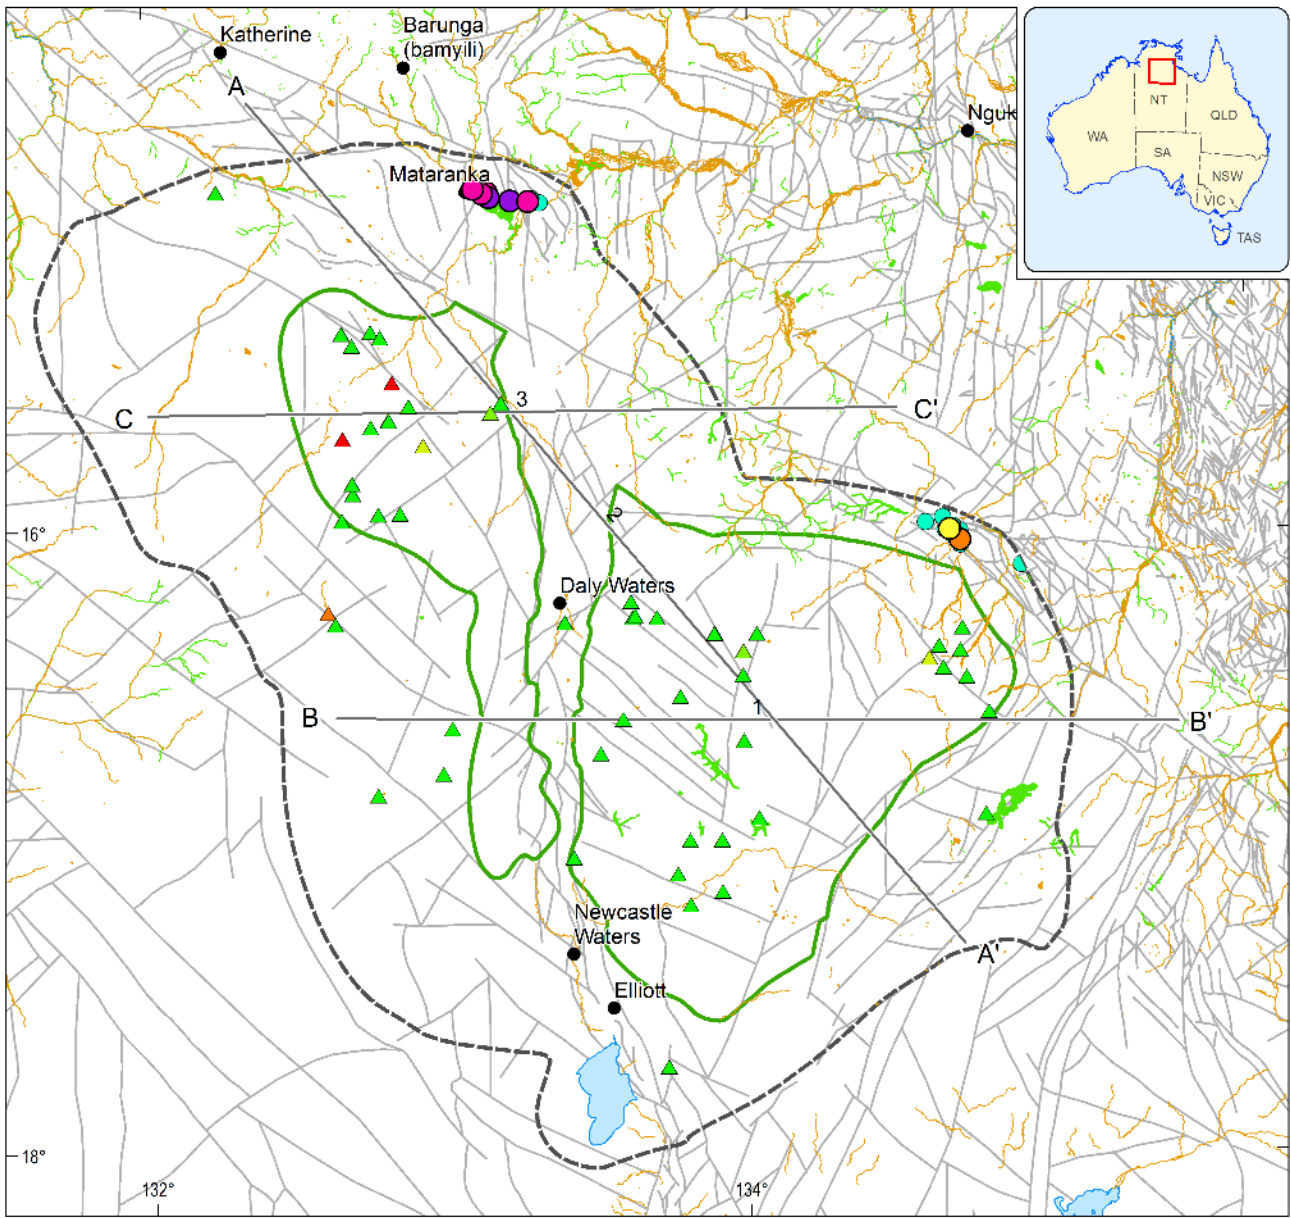 Katherine
Barunga
(bamyili)
A
Nguk
Mataranka
NT
QLD
WA
SA
NSW
VIC
TAS
3
C
C'
2
16°
Daly Waters
1
B
B'
Newcastle
Waters
A'
Elliott
18°
132°
134°